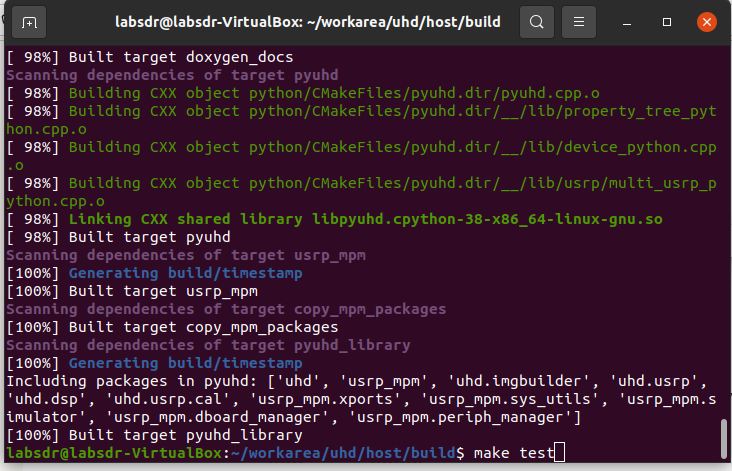 labsdr@labsdr-VirtualBox: ~/workarea/uhd/host/build
[ 98%] Built target doxygen_docs
Scanning dependencies of target pyuhd
[ 98%] Building CXX object python/CMakeFiles/pyuhd.dir/pyuhd.cpp.o
[ 98%] Building CXX object python/CMakeFiles/pyuhd.dir/__/lib/property_tree_pyt
hon.cpp.o
[ 98%] Building CXX object python/CMakeFiles/pyuhd.dir/__/lib/device_python.cpp
.o
[ 98%] Building CXX object python/CMakeFiles/pyuhd.dir/__/lib/usrp/multi_usrp_p
ython.cpp.o
[ 98%] Linking CXX shared library libpyuhd.cpython-38-x86_64-linux-gnu.so
[ 98%] Built target pyuhd
Scanning dependencies of target usrp_mpm
[100%] Generating build/timestamp
[100%] Built target usrp_mpm
Scanning dependencies of target copy_mpm_packages
[100%] Built target copy_mpm_packages
Scanning dependencies of target pyuhd_library
[100%] Generating build/timestamp
Including packages in pyuhd: ['uhd', 'usrp_mpm', 'uhd.imgbuilder', 'uhd.usrp',
'uhd.dsp', 'uhd.usrp.cal', 'usrp_mpm.xports', 'usrp_mpm.sys_utils', 'usrp_mpm.s
imulator', 'usrp_mpm.dboard_manager', 'usrp_mpm.periph_manager']
[100%] Built target pyuhd_library
labsdr@labsdr-VirtualBox:~/workarea/uhd/host/build$ make test